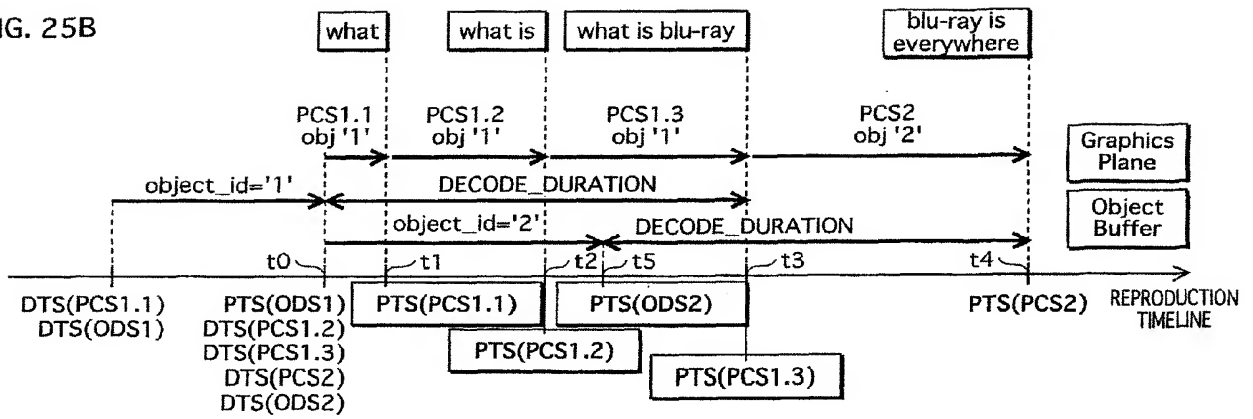 IG. 25B
what
what is
what is blu-ray
blu-ray is
everywhere
PCS1.1
obj '1'
PCS1.2
obj '1'
PCS1.3
obj '1'
PCS2
obj '2'
Graphics
Plane
object_id='1'
DECODE_DURATION
object_id='2'
DECODE_DURATION
Object
Buffer
t0
t1
t2
t5
t3
t4
DTS(PCS1.1)
DTS(ODS1)
PTS(ODS1)
DTS(PCS1.2)
DTS(PCS1.3)
DTS(PCS2)
DTS(ODS2)
PTS(PCS1.1)
PTS(PCS1.2)
PTS(ODS2)
PTS(PCS1.3)
PTS(PCS2)
REPRODUCTION
TIMELINE